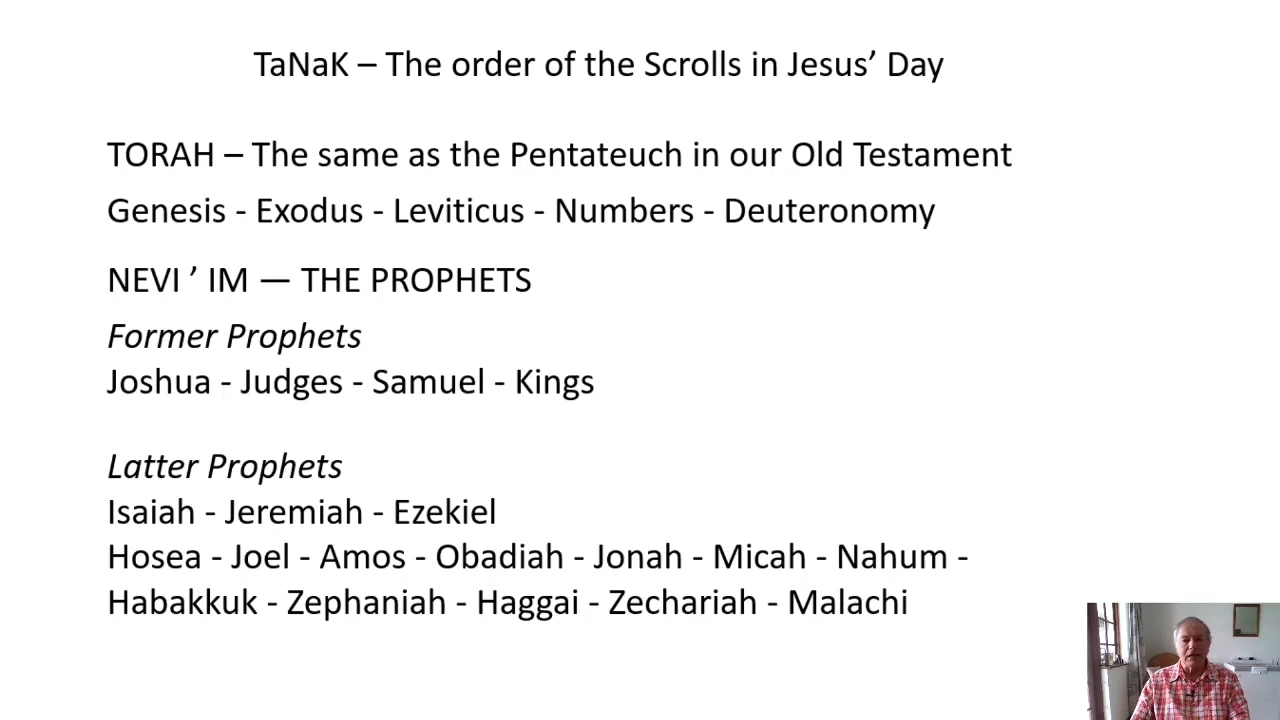 TaNaK – The order of the Scrolls in Jesus’ Day
TORAH – The same as the Pentateuch in our Old Testament
Genesis - Exodus - Leviticus - Numbers - Deuteronomy
NEVI ’ IM — THE PROPHETS
Former Prophets
Joshua - Judges - Samuel - Kings
Latter Prophets
Isaiah - Jeremiah - Ezekiel
Hosea - Joel - Amos - Obadiah - Jonah - Micah - Nahum -
Habakkuk - Zephaniah - Haggai - Zechariah - Malachi